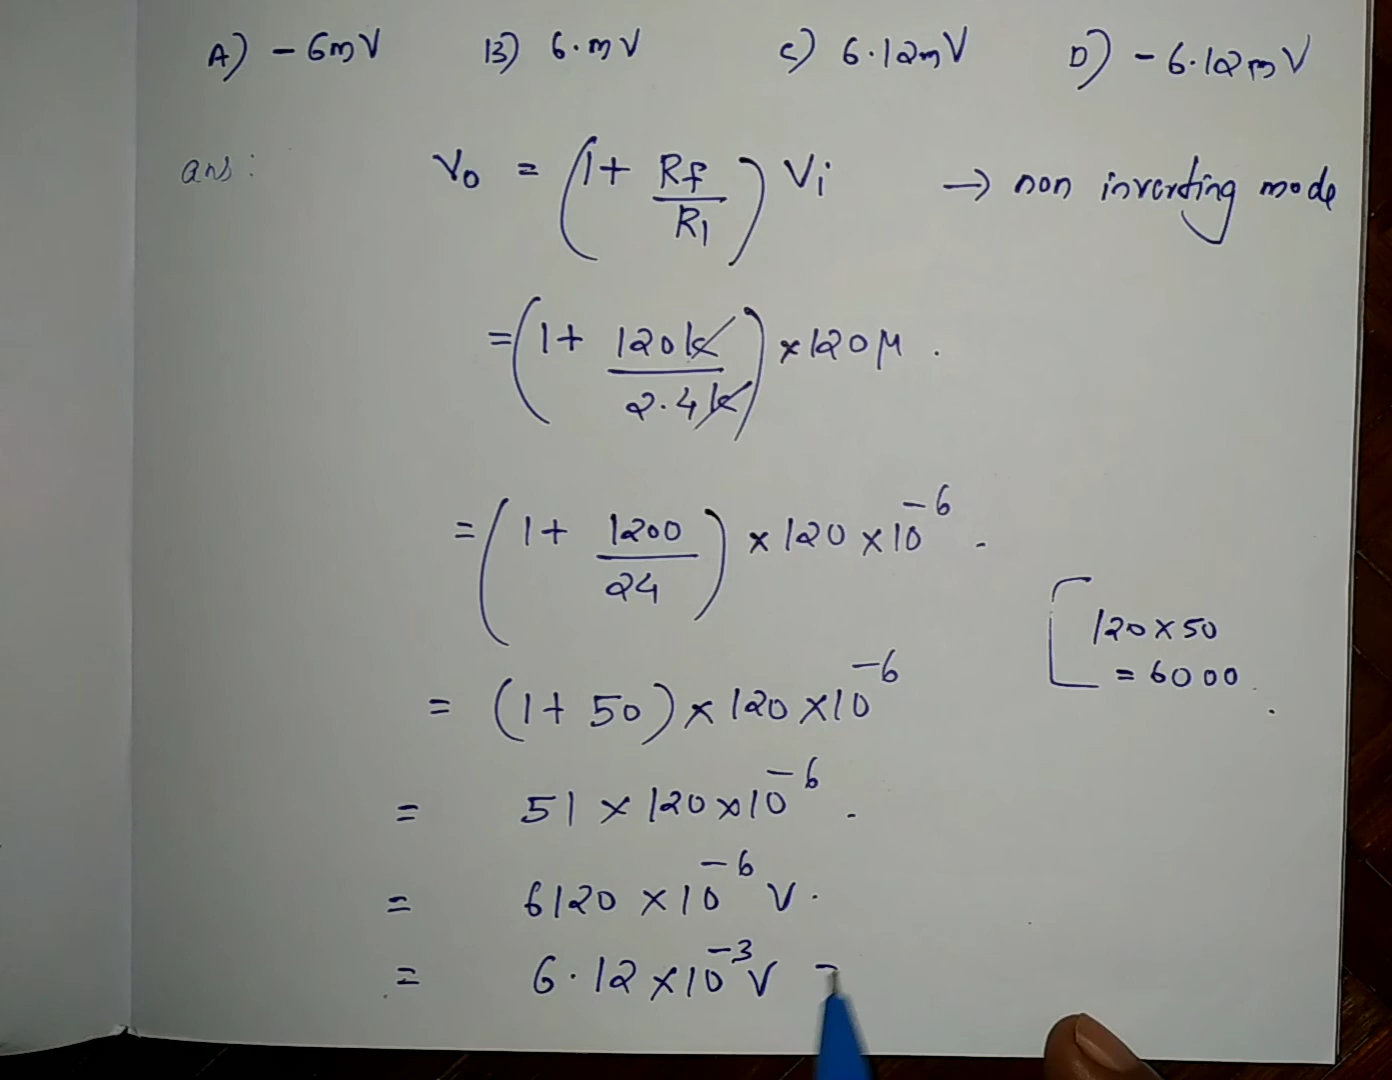 A) - 6mV B) 6.mV C) 6.12mV D) - 6.12mV
ans: Vo = (1+ Rf/R1) Vi → non inverting mode
= (1+ 120k/2.4k) × 120μ.
= (1+ 1200/24) × 120 × 10^-6.
[120 × 50
= 6000.
= (1+ 50) × 120 × 10^-6
= 51 × 120 × 10^-6.
= 6120 × 10^-6 V.
= 6.12 × 10^-3 V -